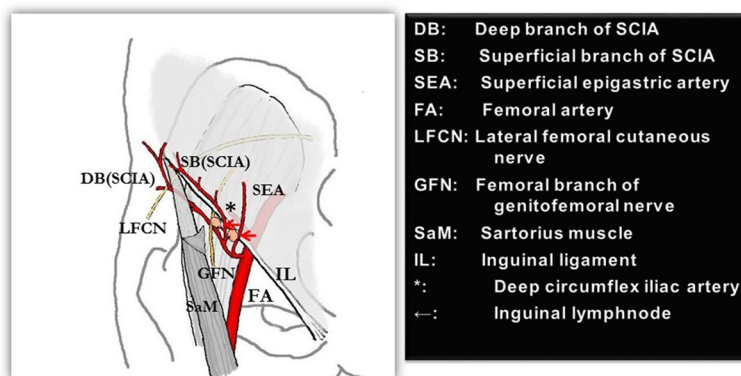 SB(SCIA)
DB(SCIA)
SEA
*
LFCN
GFN
IL
SaM
FA
DB: Deep branch of SCIA
SB: Superficial branch of SCIA
SEA: Superficial epigastric artery
FA: Femoral artery
LFCN: Lateral femoral cutaneous
nerve
GFN: Femoral branch of
genitofemoral nerve
SaM: Sartorius muscle
IL: Inguinal ligament
*: Deep circumflex iliac artery
←: Inguinal lymphnode